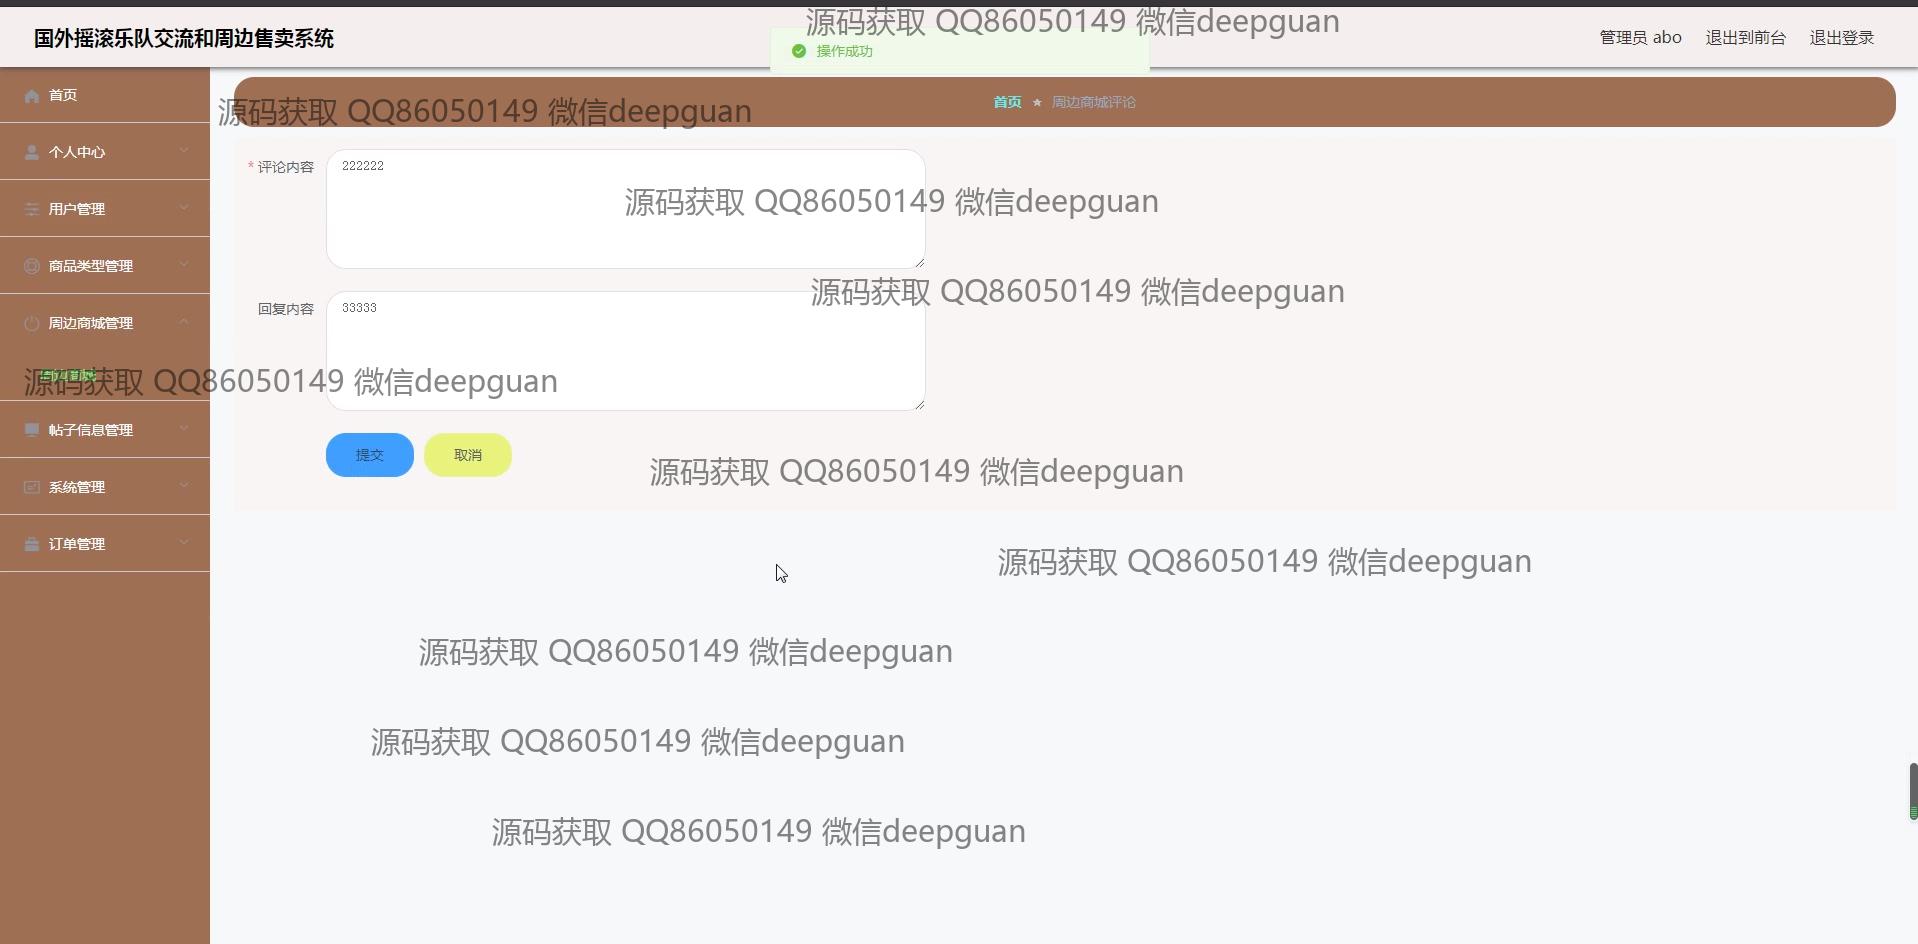 源码获取 QQ86050149 微信deepguan
国外摇滚乐队交流和周边售卖系统
操作成功
管理员 abo
退出到前台
退出登录
首页
源码获取 QQ86050149 微信deepguan
首页
周边商城评论
个人中心
* 评论内容
222222
用户管理
源码获取 QQ86050149 微信deepguan
商品类型管理
源码获取 QQ86050149 微信deepguan
周边商城管理
回复内容
33333
周边商城
源码获取 QQ86050149 微信deepguan
帖子信息管理
提交
取消
源码获取 QQ86050149 微信deepguan
系统管理
订单管理
源码获取 QQ86050149 微信deepguan
源码获取 QQ86050149 微信deepguan
源码获取 QQ86050149 微信deepguan
源码获取 QQ86050149 微信deepguan